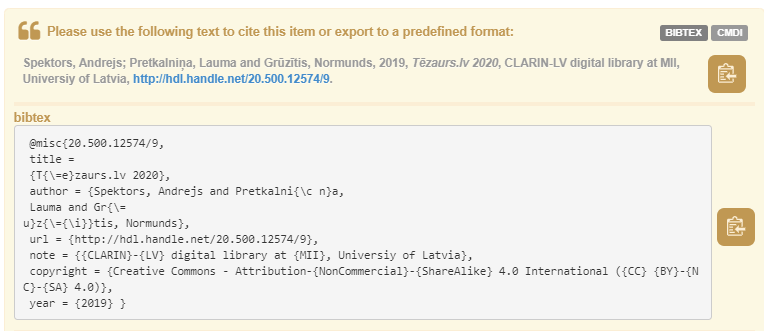 Please use the following text to cite this item or export to a predefined format:
BIBTEX CMDI
Spektors, Andrejs; Pretkalniņa, Lauma and Grūzītis, Normunds, 2019, Tēzaurs.lv 2020, CLARIN-LV digital library at MII,
Universiy of Latvia, http://hdl.handle.net/20.500.12574/9.
bibtex
@misc{20.500.12574/9,
title =
{T{\=e}zaurs.lv 2020},
author = {Spektors, Andrejs and Pretkalni{\c n}a,
Lauma and Gr{\=
u}z{\={\i}}tis, Normunds},
url = {http://hdl.handle.net/20.500.12574/9},
note = {{CLARIN}-{LV} digital library at {MII}, Universiy of Latvia},
copyright = {Creative Commons - Attribution-{NonCommercial}-{ShareAlike} 4.0 International ({CC} {BY}-{N
C}-{SA} 4.0)},
year = {2019} }